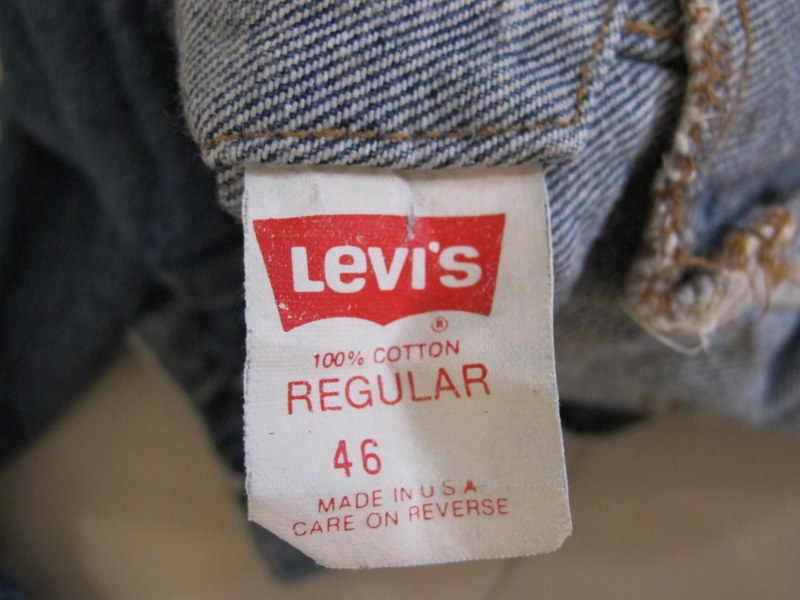 Levi's
®
100% COTTON
REGULAR
46
MADE IN U S A
CARE ON REVERSE